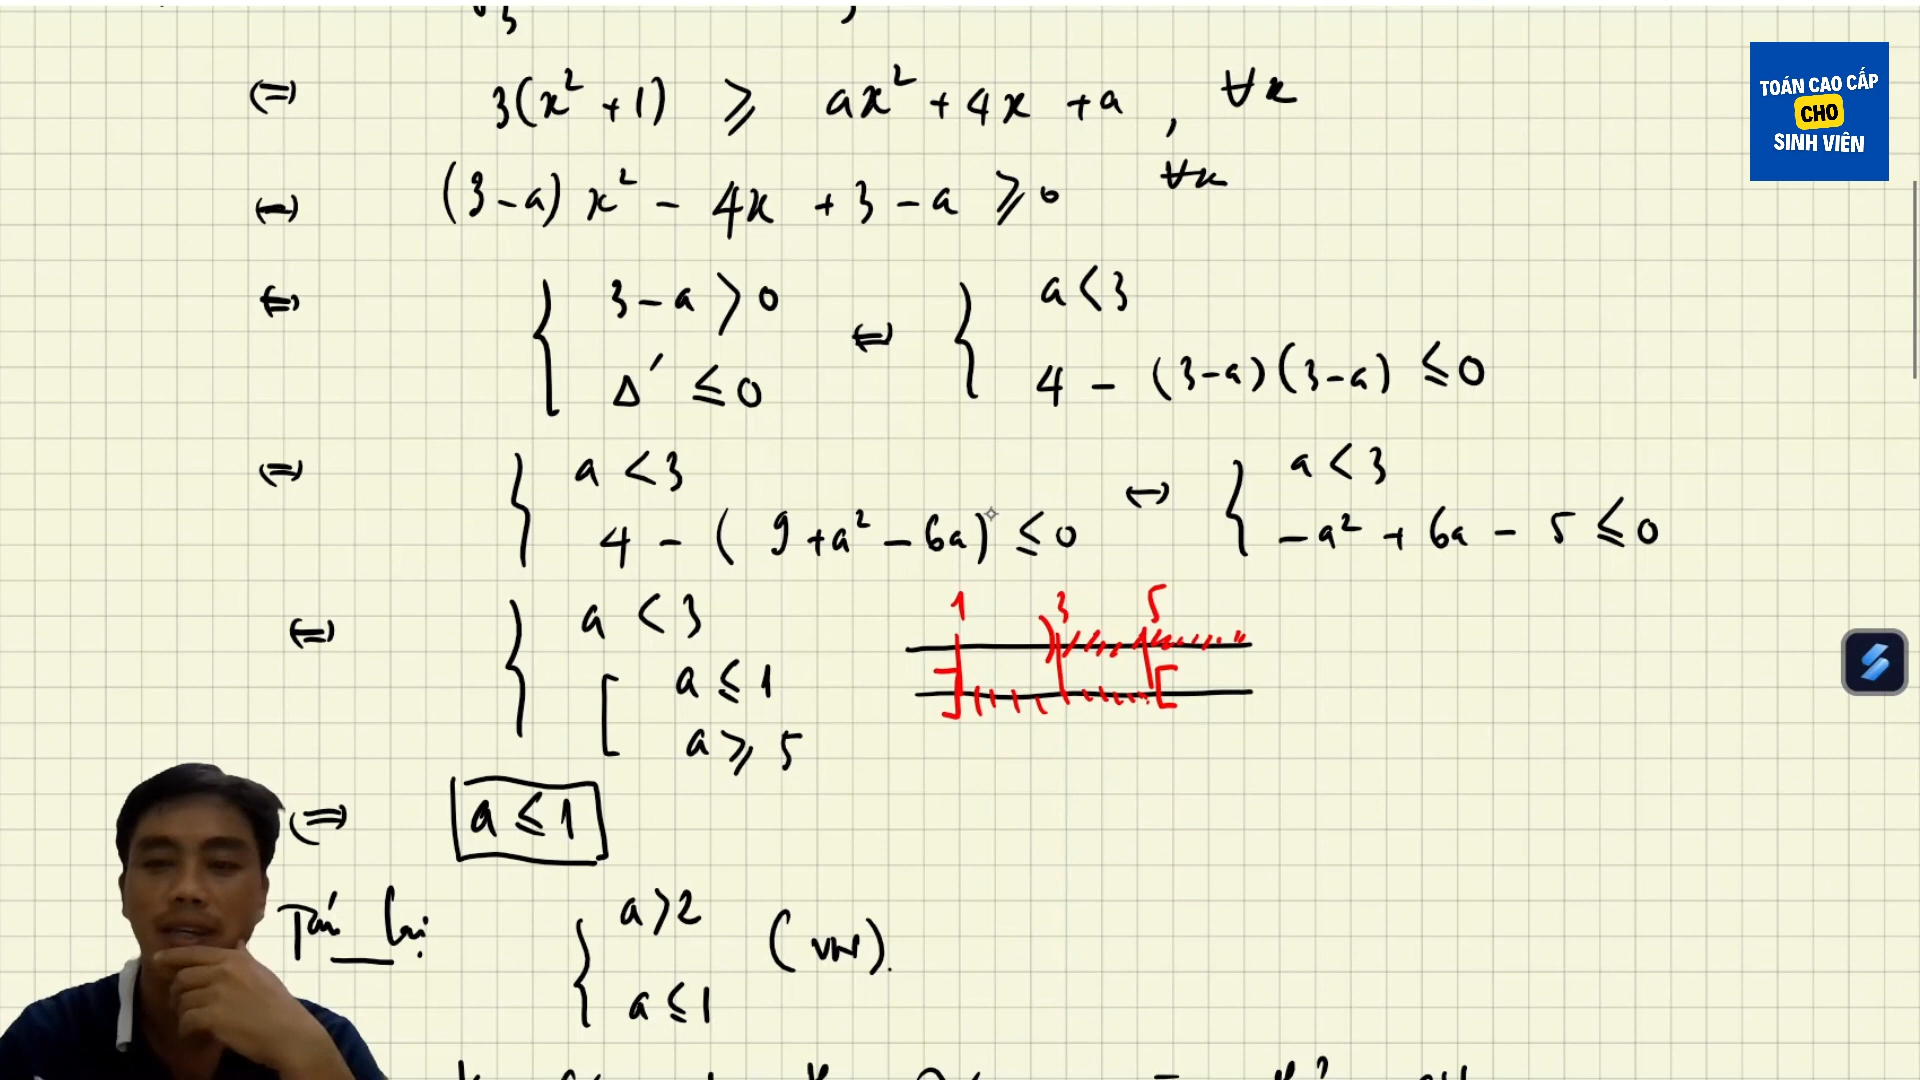 (=) 3(x² + 1) ⩾ ax² + 4x + a , ∀x
⇔ (3-a) x² - 4x + 3 - a ⩾ 0 ∀x
⇔ { 3 - a > 0 ⇔ { a < 3
Δ' ≤ 0 4 - (3-a)(3-a) ≤ 0
⇔ { a < 3 ⇔ { a < 3
4 - ( 9 + a² - 6a) ≤ 0 -a² + 6a - 5 ≤ 0
⇔ { a < 3 1 3 5
[ a ≤ 1
a ⩾ 5
⇔ a ≤ 1
{ a > 2 (VN).
a ≤ 1
TOÁN CAO CẤP
CHO
SINH VIÊN